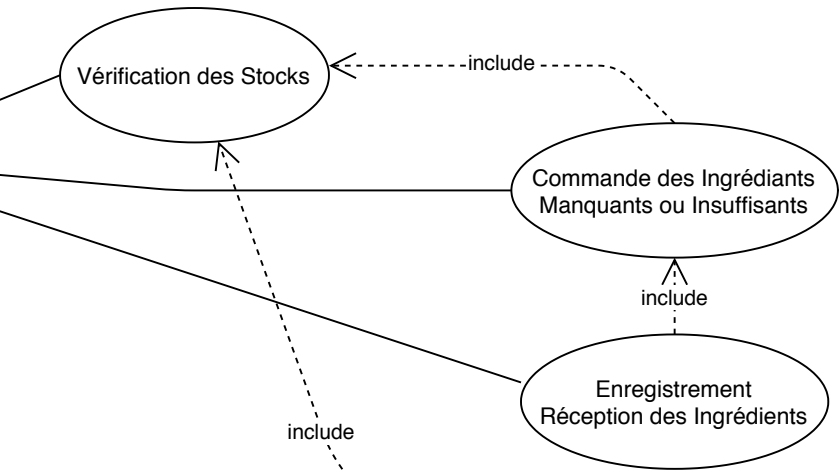 Vérification des Stocks
include
Commande des Ingrédiants
Manquants ou Insuffisants
include
Enregistrement
Réception des Ingrédients
include